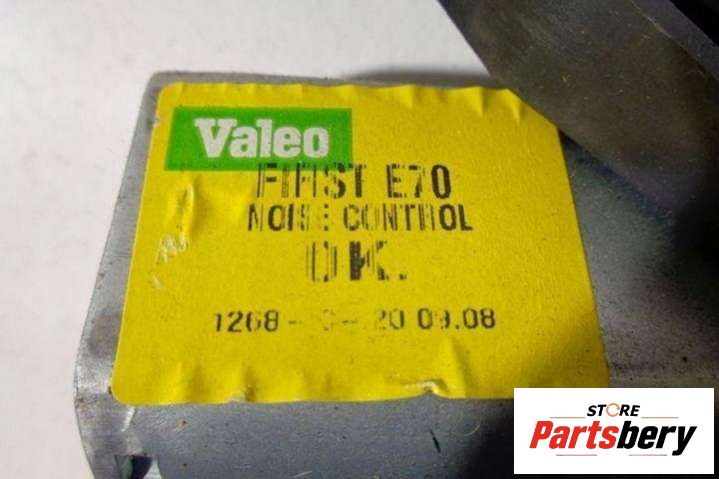 Valeo
FIRST E70
NOISE CONTROL
OK.
1268- - 20 09.08
STORE
Partsbery